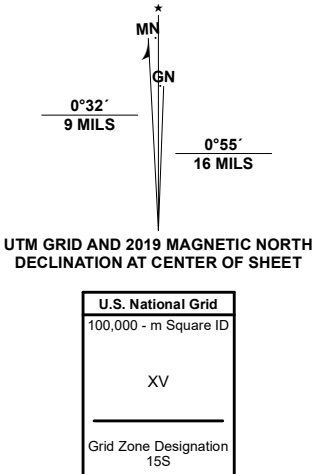 ★
MN
GN
0°32´
9 MILS
0°55´
16 MILS
UTM GRID AND 2019 MAGNETIC NORTH
DECLINATION AT CENTER OF SHEET
U.S. National Grid
100,000 - m Square ID
XV
Grid Zone Designation
15S